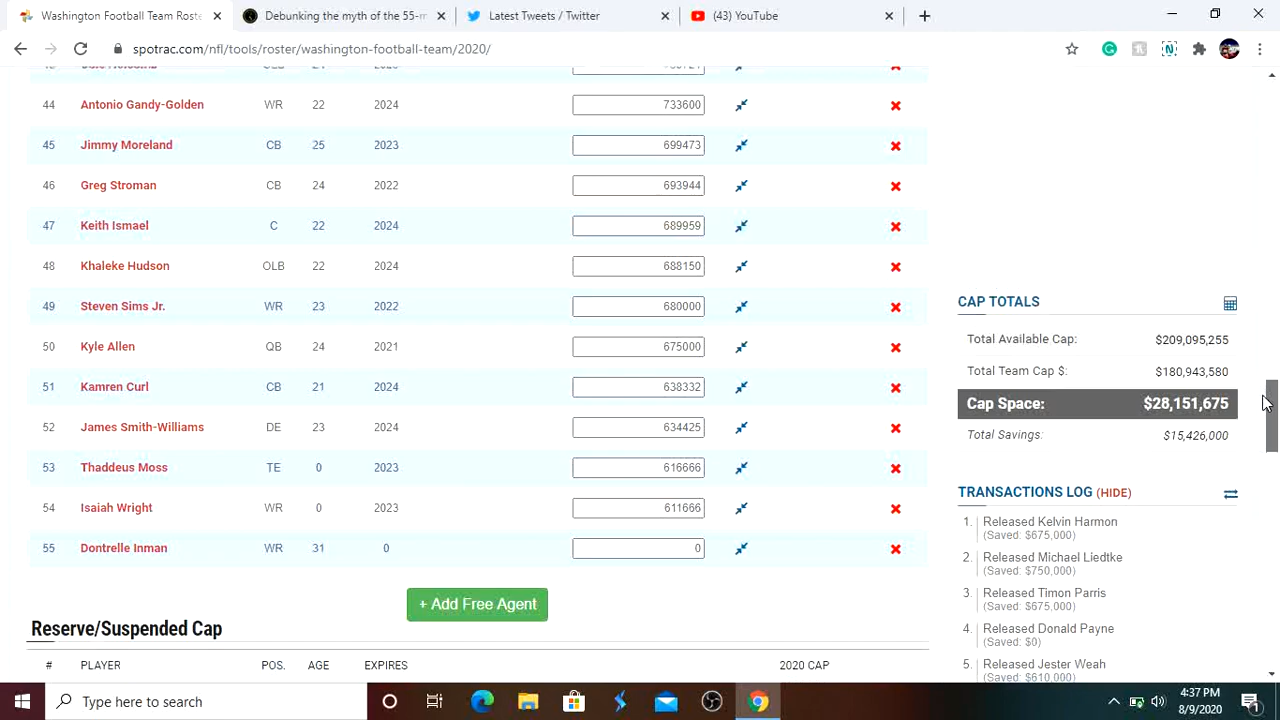 Washington Football Team Roste
Debunking the myth of the 55-m
Latest Tweets / Twitter
(43) YouTube
spotrac.com/nfl/tools/roster/washington-football-team/2020/
44 Antonio Gandy-Golden WR 22 2024 733600
45 Jimmy Moreland CB 25 2023 699473
46 Greg Stroman CB 24 2022 693944
47 Keith Ismael C 22 2024 689959
48 Khaleke Hudson OLB 22 2024 688150
49 Steven Sims Jr. WR 23 2022 680000
50 Kyle Allen QB 24 2021 675000
51 Kamren Curl CB 21 2024 638332
52 James Smith-Williams DE 23 2024 634425
53 Thaddeus Moss TE 0 2023 616666
54 Isaiah Wright WR 0 2023 611666
55 Dontrelle Inman WR 31 0 0
+ Add Free Agent
Reserve/Suspended Cap
# PLAYER POS. AGE EXPIRES 2020 CAP
CAP TOTALS
Total Available Cap: $209,095,255
Total Team Cap $: $180,943,580
Cap Space: $28,151,675
Total Savings: $15,426,000
TRANSACTIONS LOG (HIDE)
1. Released Kelvin Harmon
(Saved: $675,000)
2. Released Michael Liedtke
(Saved: $750,000)
3. Released Timon Parris
(Saved: $675,000)
4. Released Donald Payne
(Saved: $0)
5. Released Jester Weah
(Saved: $610,000)
Type here to search
4:37 PM
8/9/2020